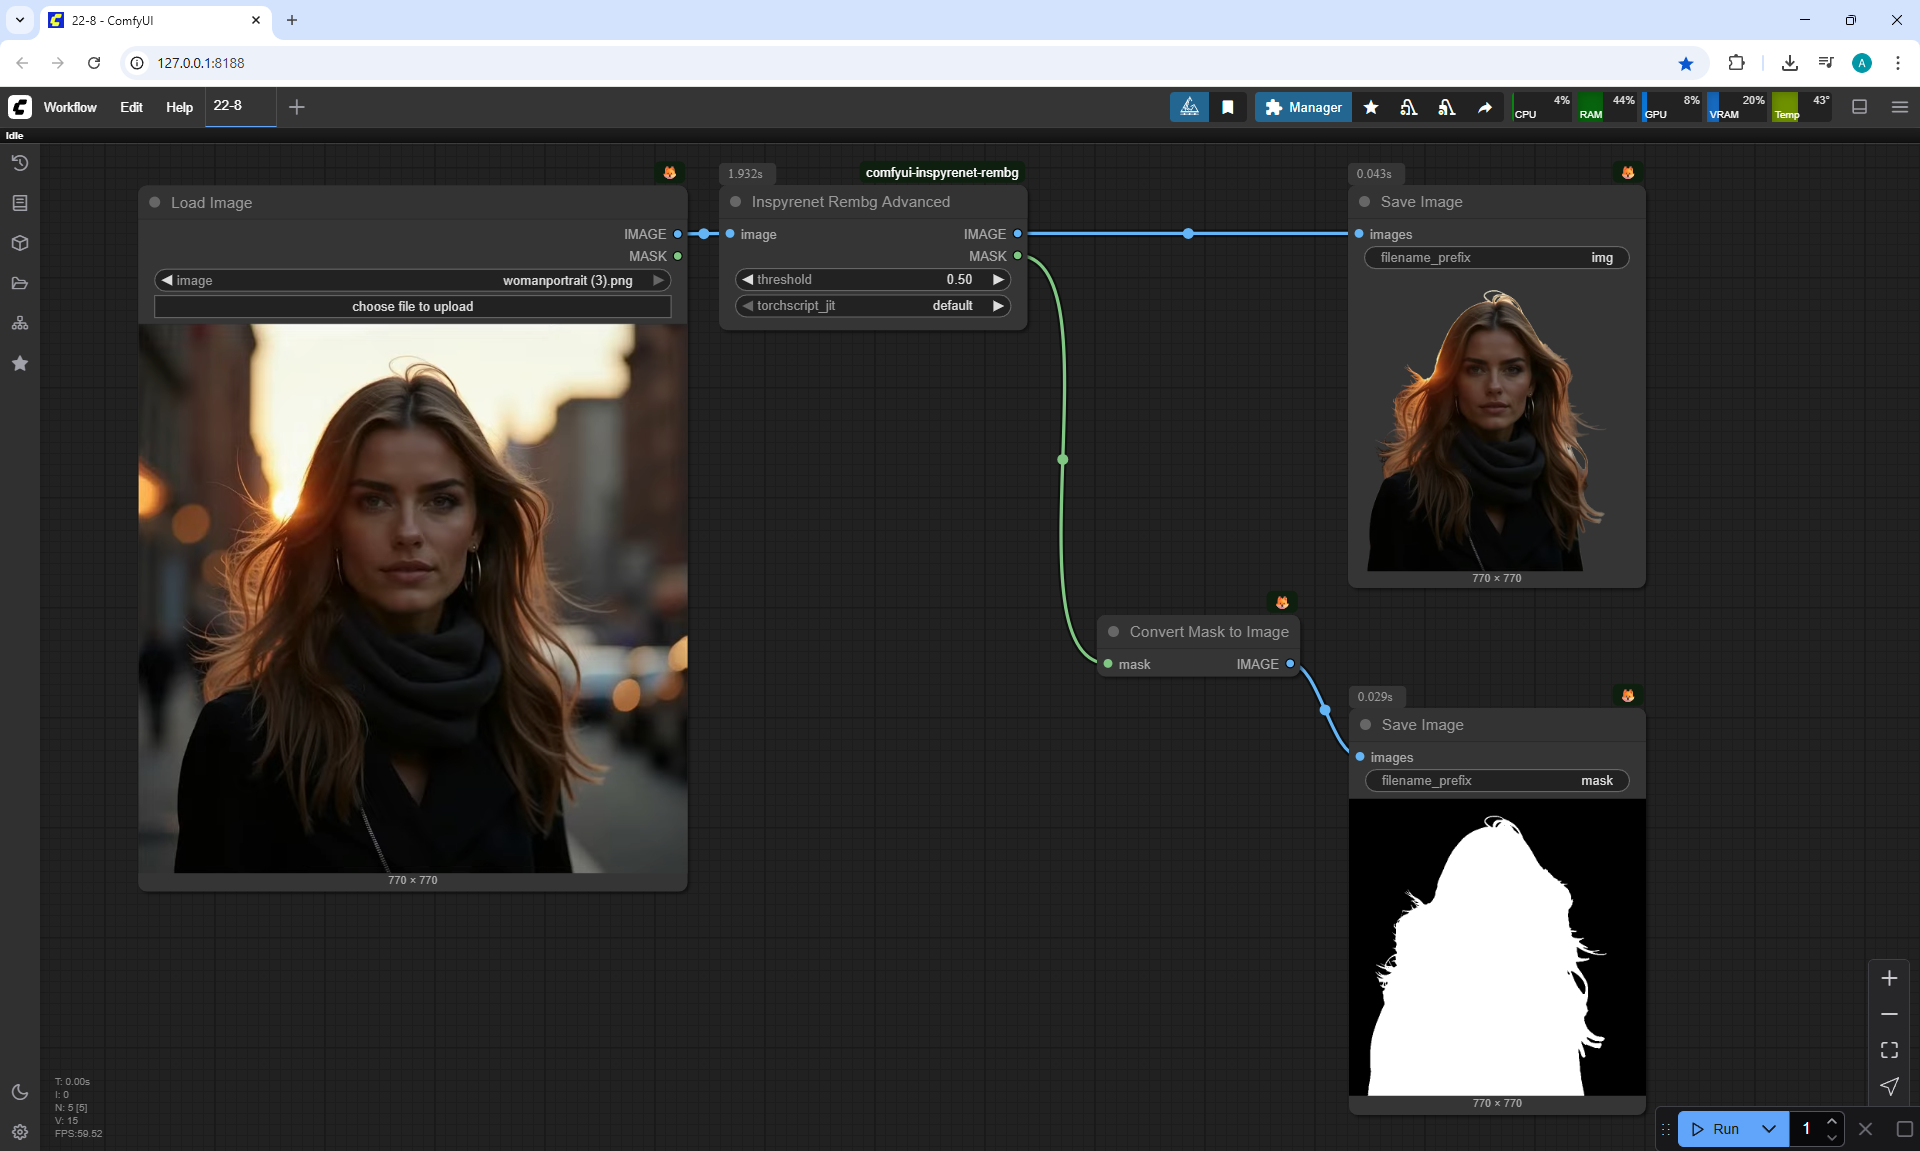 22-8 - ComfyUI
127.0.0.1:8188
Workflow
Edit
Help
22-8
Manager
4%
CPU
44%
RAM
8%
GPU
20%
VRAM
43°
Temp
A
Idle
Load Image
IMAGE
MASK
image
womanportrait (3).png
choose file to upload
770 × 770
1.932s
comfyui-inspyrenet-rembg
Inspyrenet Rembg Advanced
image
IMAGE
MASK
threshold
0.50
torchscript_jit
default
0.043s
Save Image
images
filename_prefix
img
770 × 770
Convert Mask to Image
mask
IMAGE
0.029s
Save Image
images
filename_prefix
mask
770 × 770
T: 0.00s
I: 0
N: 5 [5]
V: 15
FPS:59.52
Run
1